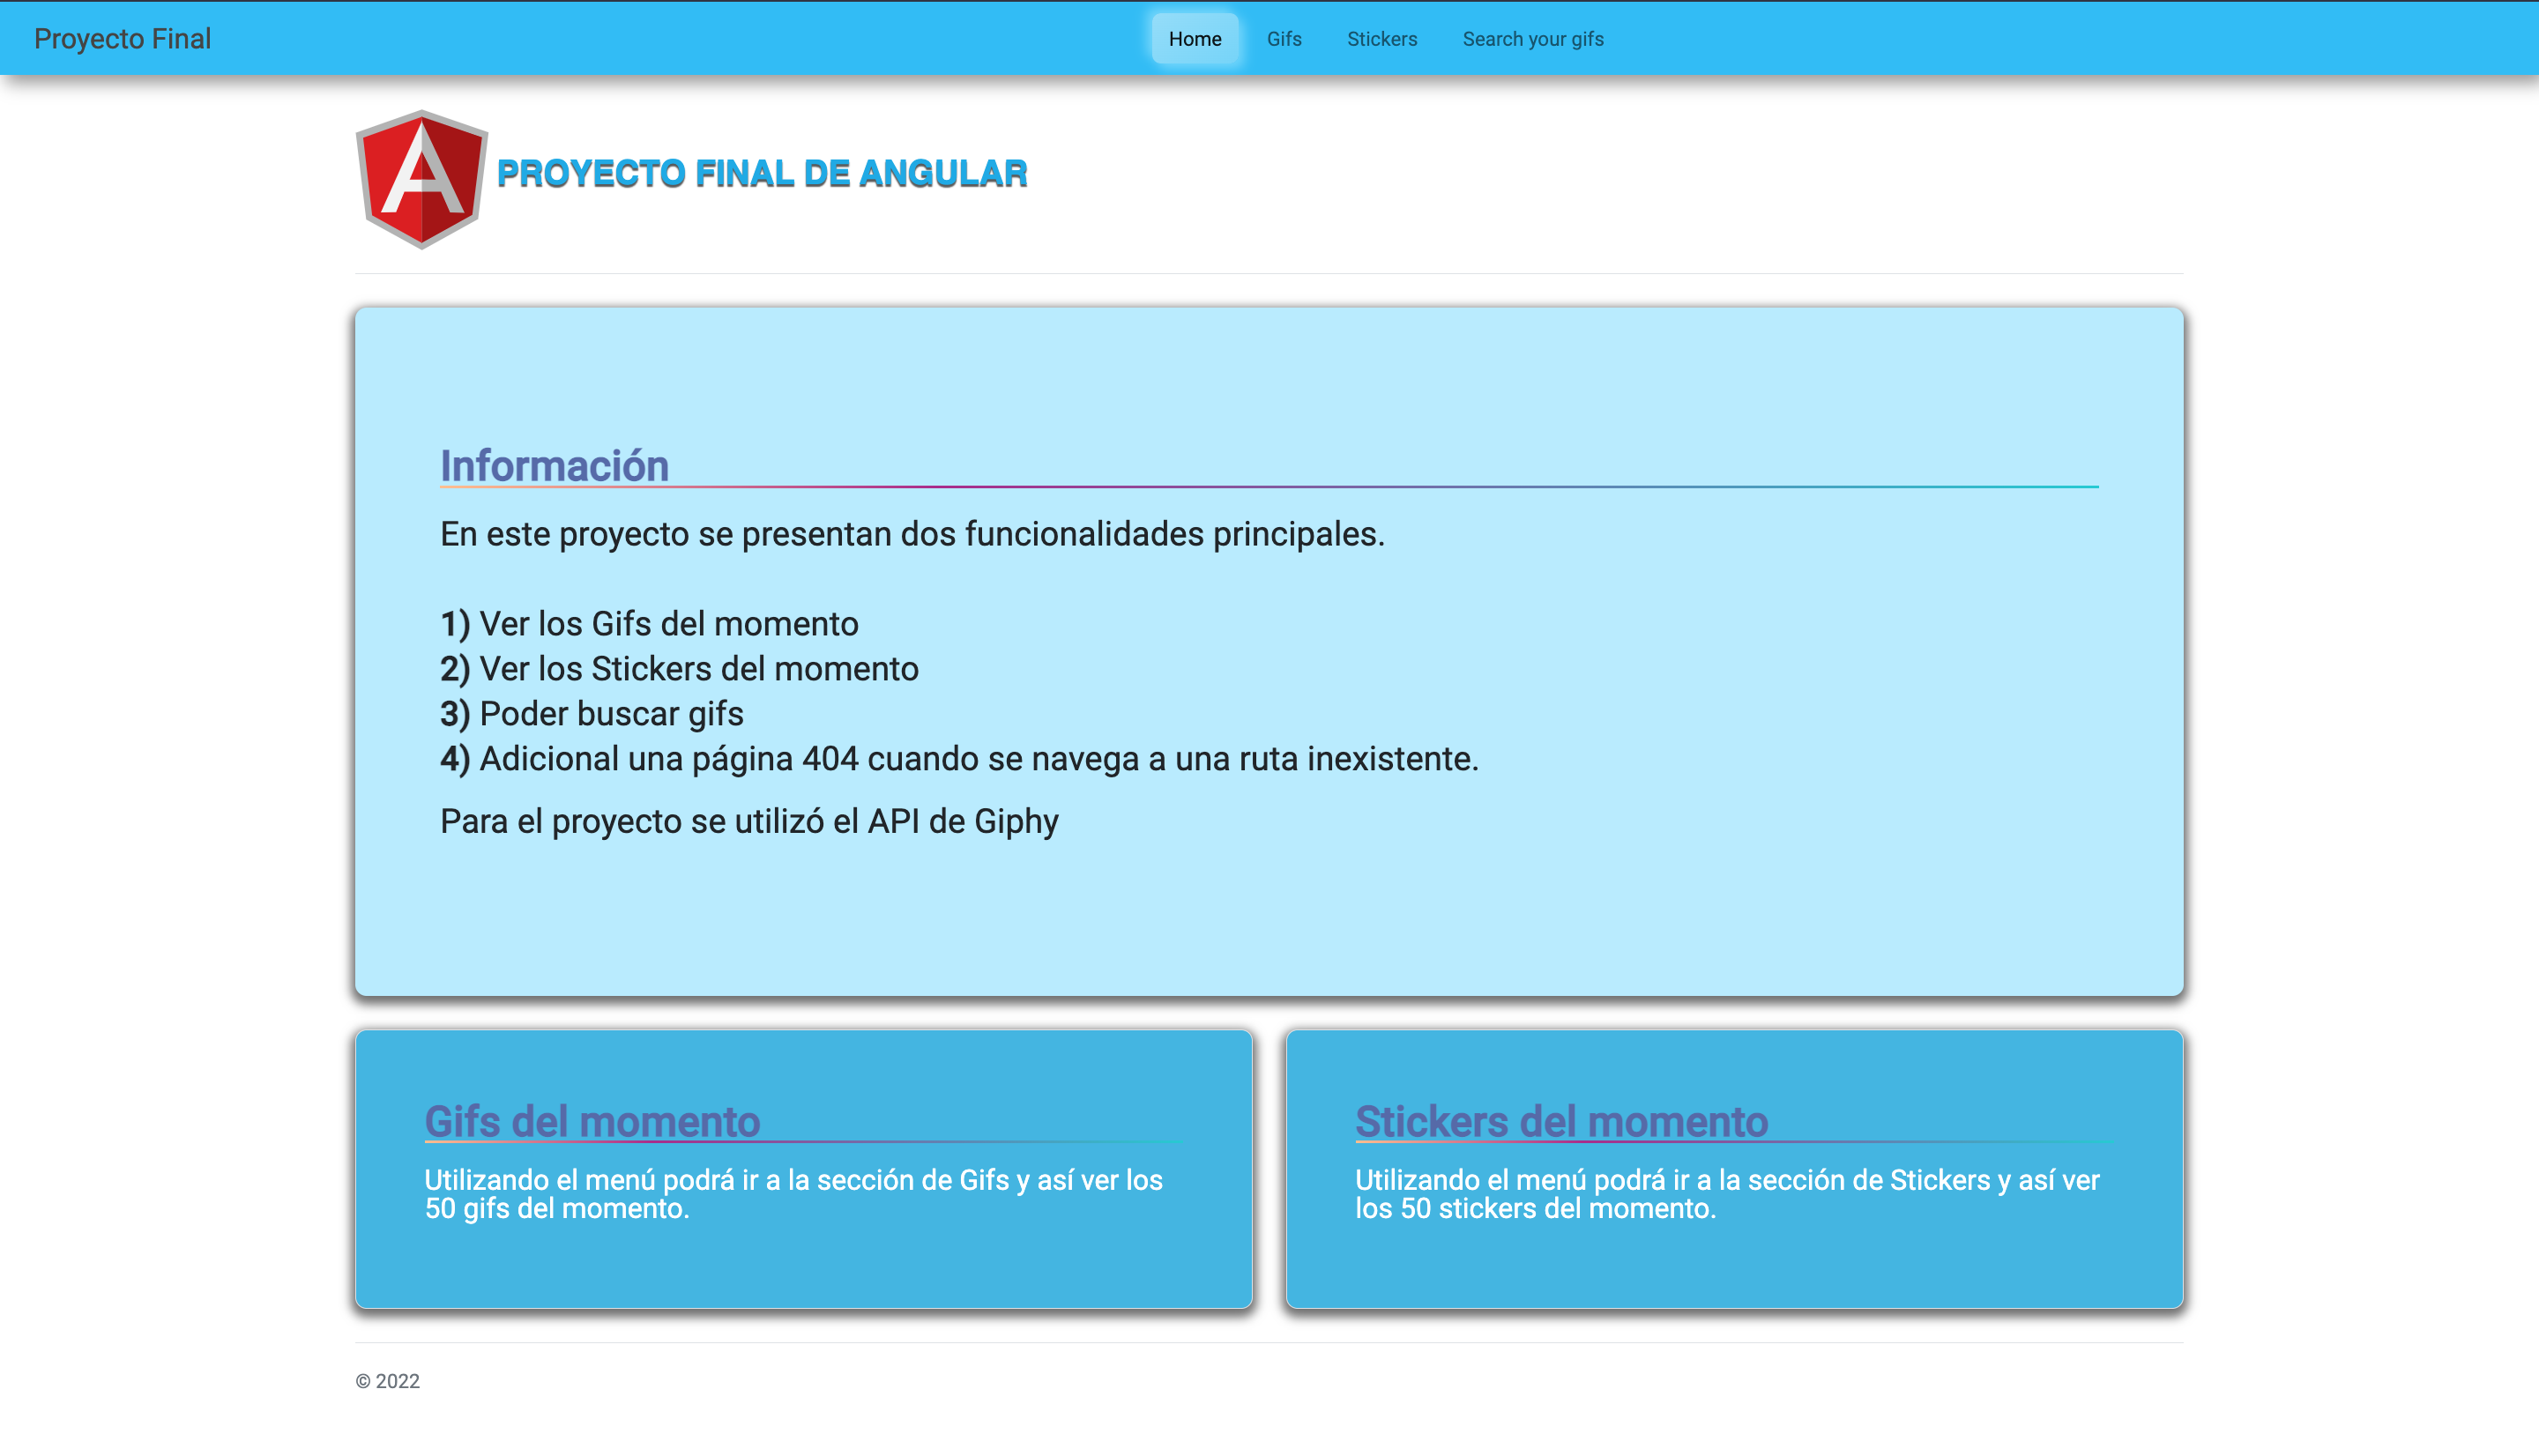 Proyecto Final
Home
Gifs
Stickers
Search your gifs
PROYECTO FINAL DE ANGULAR
Información
En este proyecto se presentan dos funcionalidades principales.
1) Ver los Gifs del momento
2) Ver los Stickers del momento
3) Poder buscar gifs
4) Adicional una página 404 cuando se navega a una ruta inexistente.
Para el proyecto se utilizó el API de Giphy
Gifs del momento
Utilizando el menú podrá ir a la sección de Gifs y así ver los
50 gifs del momento.
Stickers del momento
Utilizando el menú podrá ir a la sección de Stickers y así ver
los 50 stickers del momento.
© 2022